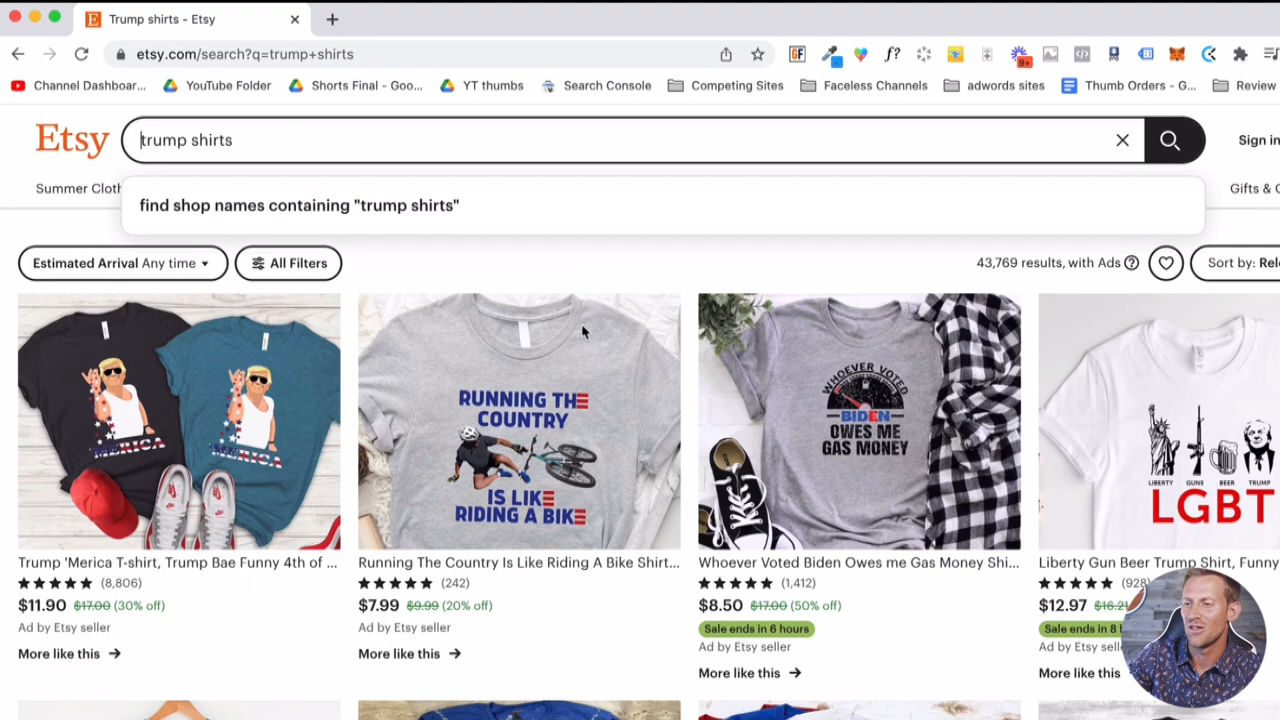 Trump shirts - Etsy
etsy.com/search?q=trump+shirts
GF
f?
9+
Channel Dashboar...
YouTube Folder
Shorts Final - Goo...
YT thumbs
Search Console
Competing Sites
Faceless Channels
adwords sites
Thumb Orders - G...
Review
Etsy
trump shirts
Sign in
Summer Cloth
find shop names containing "trump shirts"
Gifts & C
Estimated Arrival Any time
All Filters
43,769 results, with Ads
Sort by: Rel
'MERICA
'MERICA
RUNNING THE
COUNTRY
IS LIKE
RIDING A BIKE
WHOEVER VOTED
BIDEN
OWES ME
GAS MONEY
LIBERTY GUNS BEER TRUMP
LGBT
Trump 'Merica T-shirt, Trump Bae Funny 4th of ...
(8,806)
$11.90 $17.00 (30% off)
Ad by Etsy seller
More like this
Running The Country Is Like Riding A Bike Shirt...
(242)
$7.99 $9.99 (20% off)
Ad by Etsy seller
More like this
Whoever Voted Biden Owes me Gas Money Shi...
(1,412)
$8.50 $17.00 (50% off)
Sale ends in 6 hours
Ad by Etsy seller
More like this
Liberty Gun Beer Trump Shirt, Funny
(928)
$12.97 $16.21
Sale ends in 8 h
Ad by Etsy sell
More like this